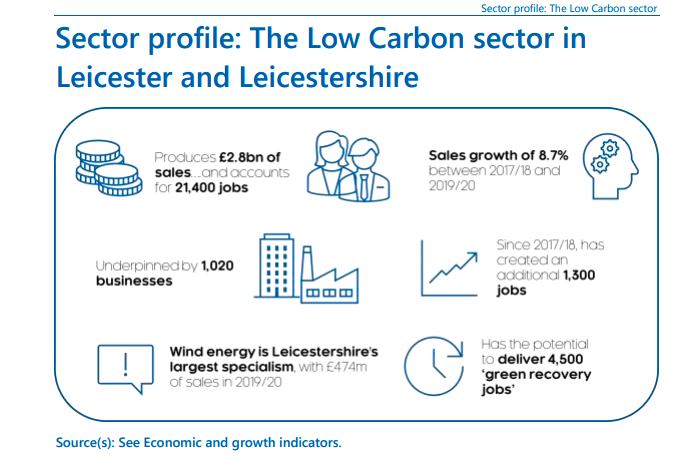 Sector profile: The Low Carbon sector
Sector profile: The Low Carbon sector in
Leicester and Leicestershire
Produces £2.8bn of
sales...and accounts
for 21,400 jobs
Sales growth of 8.7%
between 2017/18 and
2019/20
Underpinned by 1,020
businesses
Since 2017/18, has
created an
additional 1,300
jobs
!
Wind energy is Leicestershire's
largest specialism, with £474m
of sales in 2019/20
Has the potential
to deliver 4,500
'green recovery
jobs'
Source(s): See Economic and growth indicators.